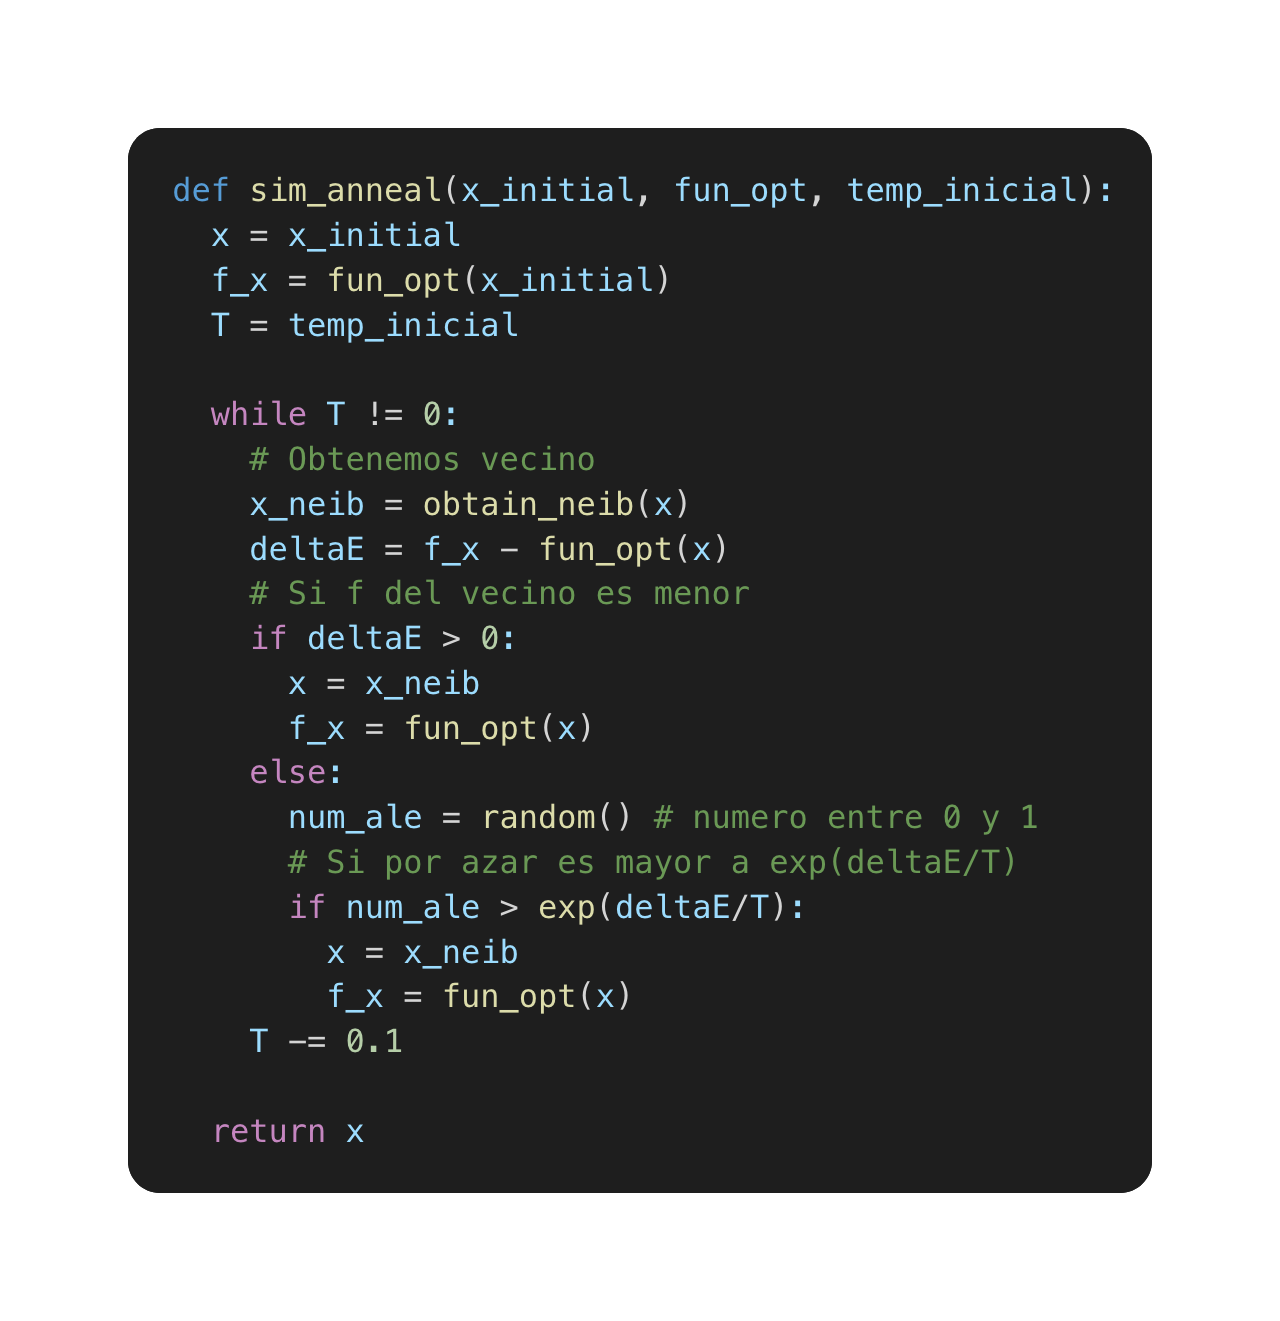 def sim_anneal(x_initial, fun_opt, temp_inicial):
  x = x_initial
  f_x = fun_opt(x_initial)
  T = temp_inicial

  while T != 0:
    # Obtenemos vecino
    x_neib = obtain_neib(x)
    deltaE = f_x - fun_opt(x)
    # Si f del vecino es menor
    if deltaE > 0:
      x = x_neib
      f_x = fun_opt(x)
    else:
      num_ale = random() # numero entre 0 y 1
      # Si por azar es mayor a exp(deltaE/T)
      if num_ale > exp(deltaE/T):
        x = x_neib
        f_x = fun_opt(x)
    T -= 0.1

  return x